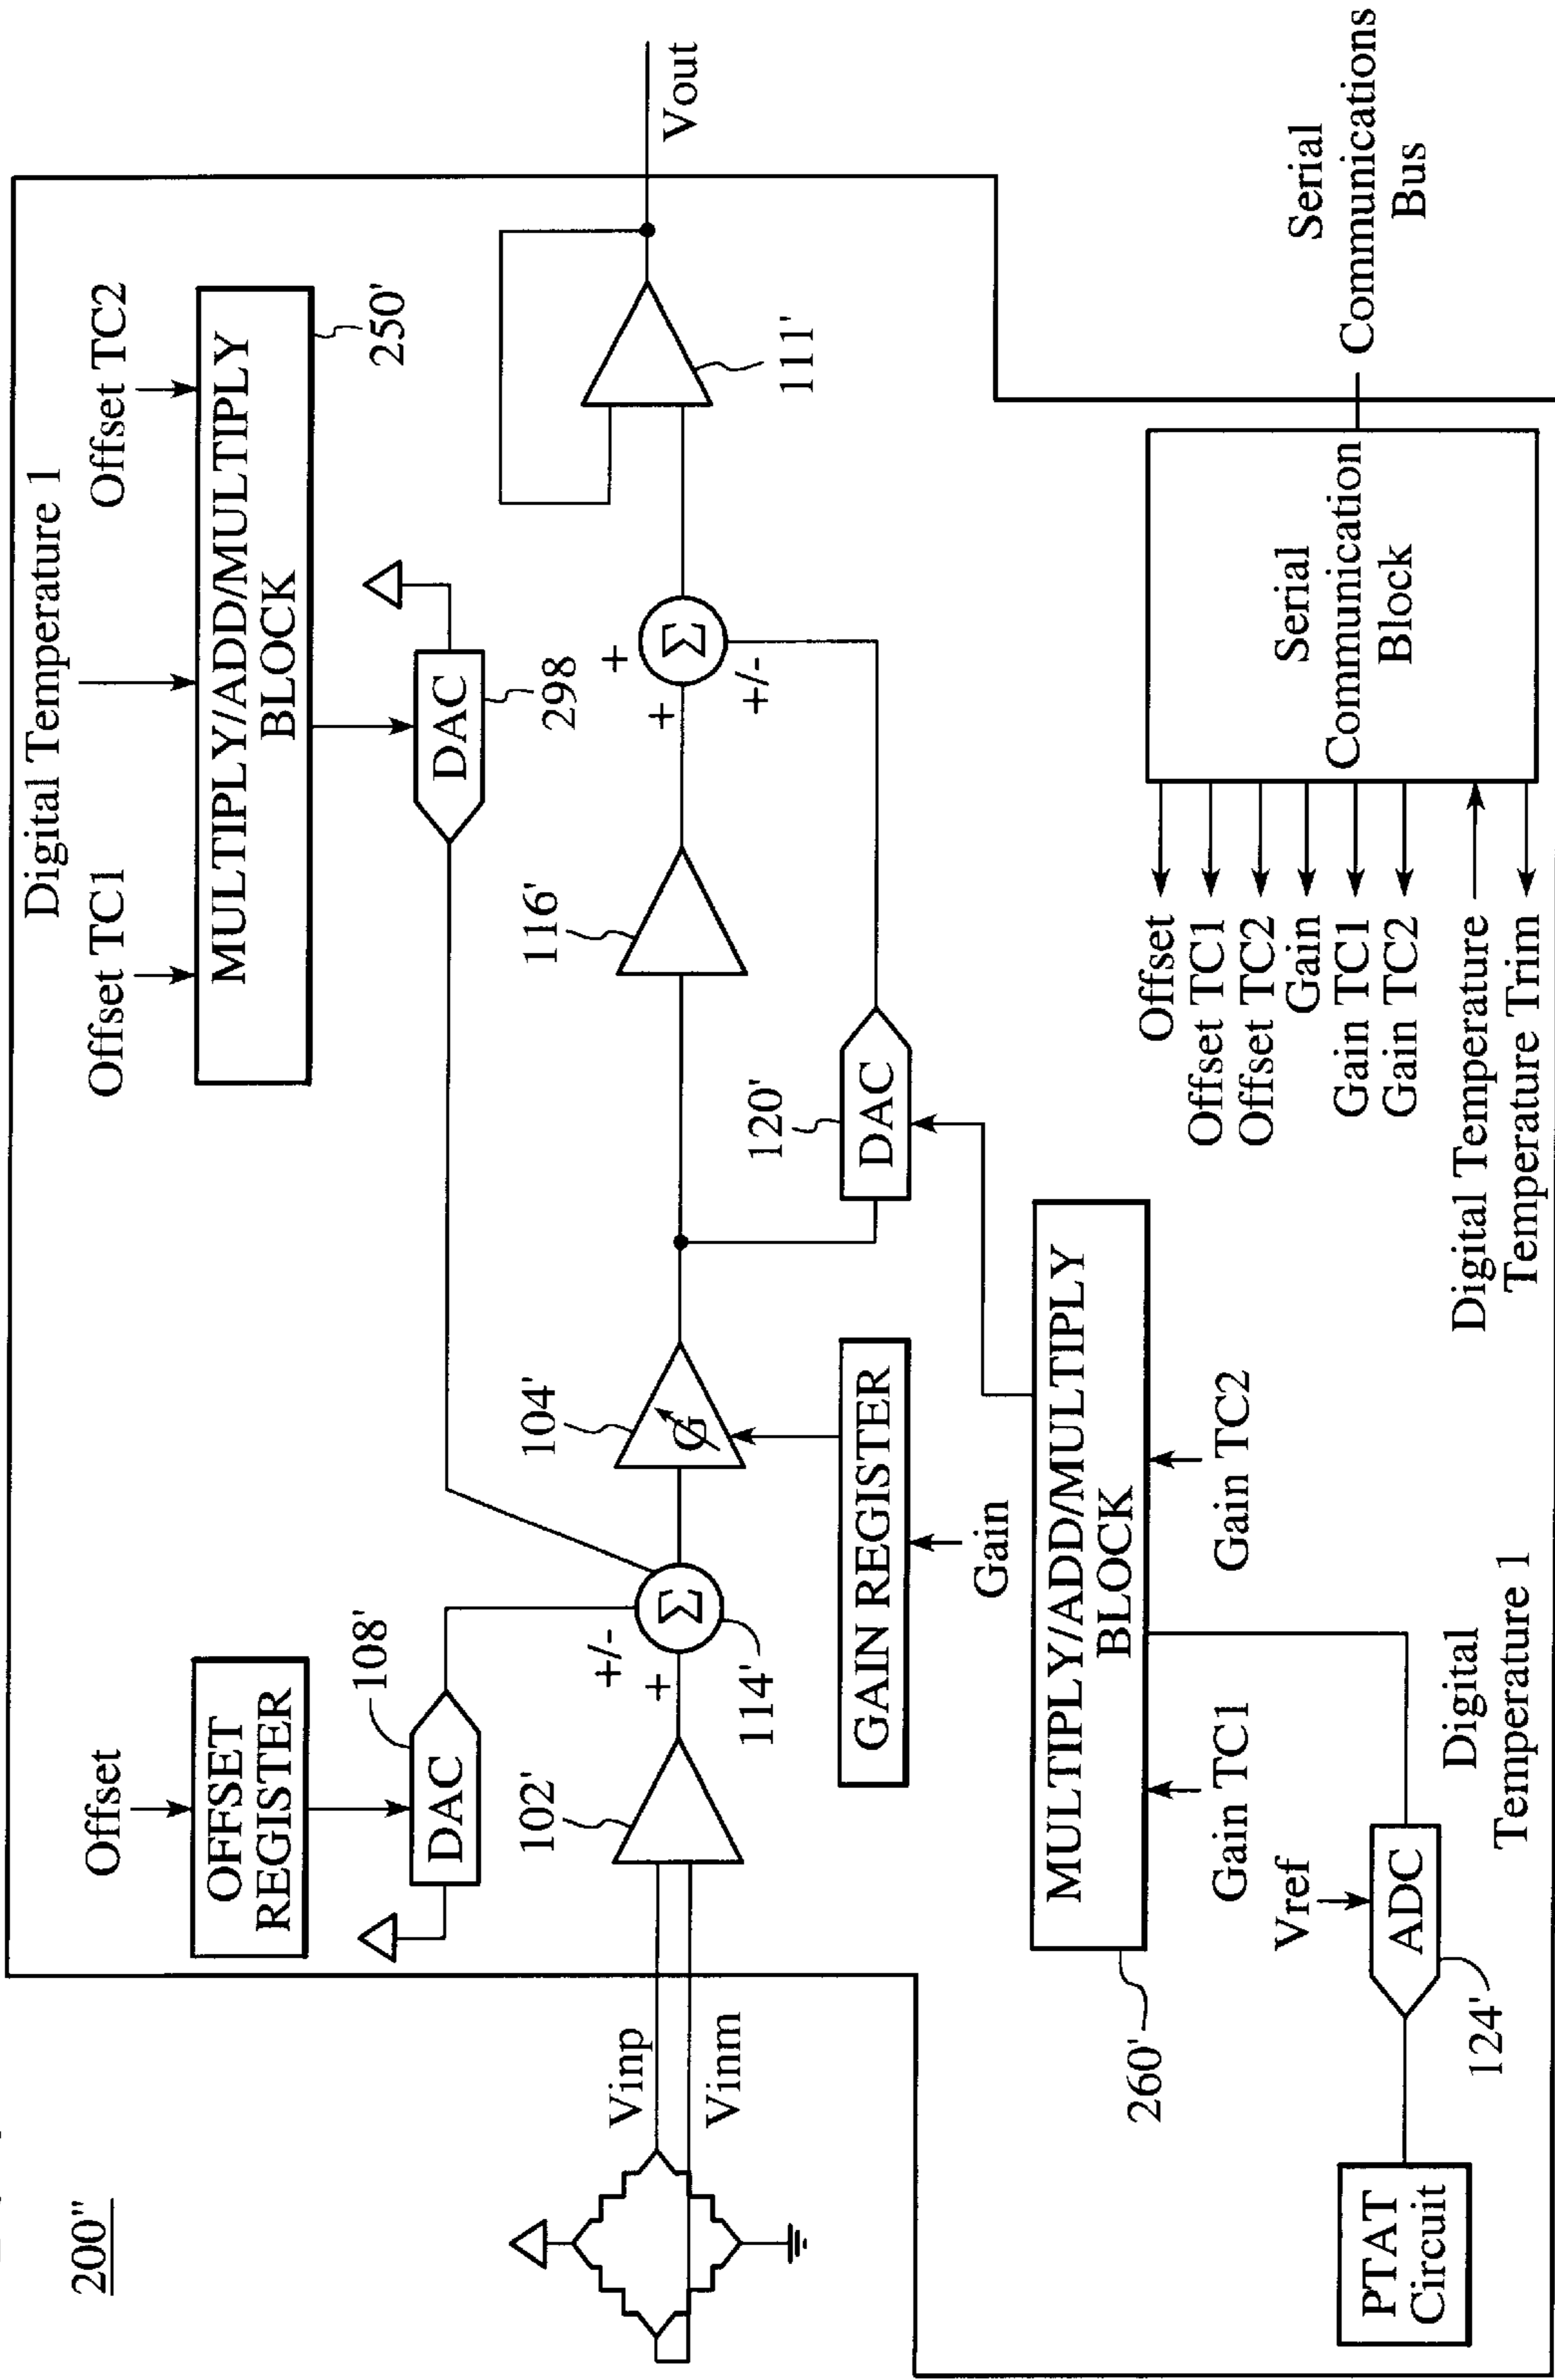 200"
Vinp
Vinm
Offset
OFFSET
REGISTER
DAC
108'
102'
+/-
+
Σ
114'
G
104'
GAIN REGISTER
Gain
Offset TC1
Digital Temperature 1
Offset TC2
MULTIPLY/ADD/MULTIPLY
BLOCK
250'
DAC
298
116'
DAC
120'
+
+
+/-
Σ
111'
Vout
MULTIPLY/ADD/MULTIPLY
BLOCK
260'
Gain TC1
Gain TC2
PTAT
Circuit
Vref
ADC
124'
Digital
Temperature 1
Offset
Offset TC1
Offset TC2
Gain
Gain TC1
Gain TC2
Digital Temperature
Temperature Trim
Serial
Communication
Block
Serial
Communications
Bus